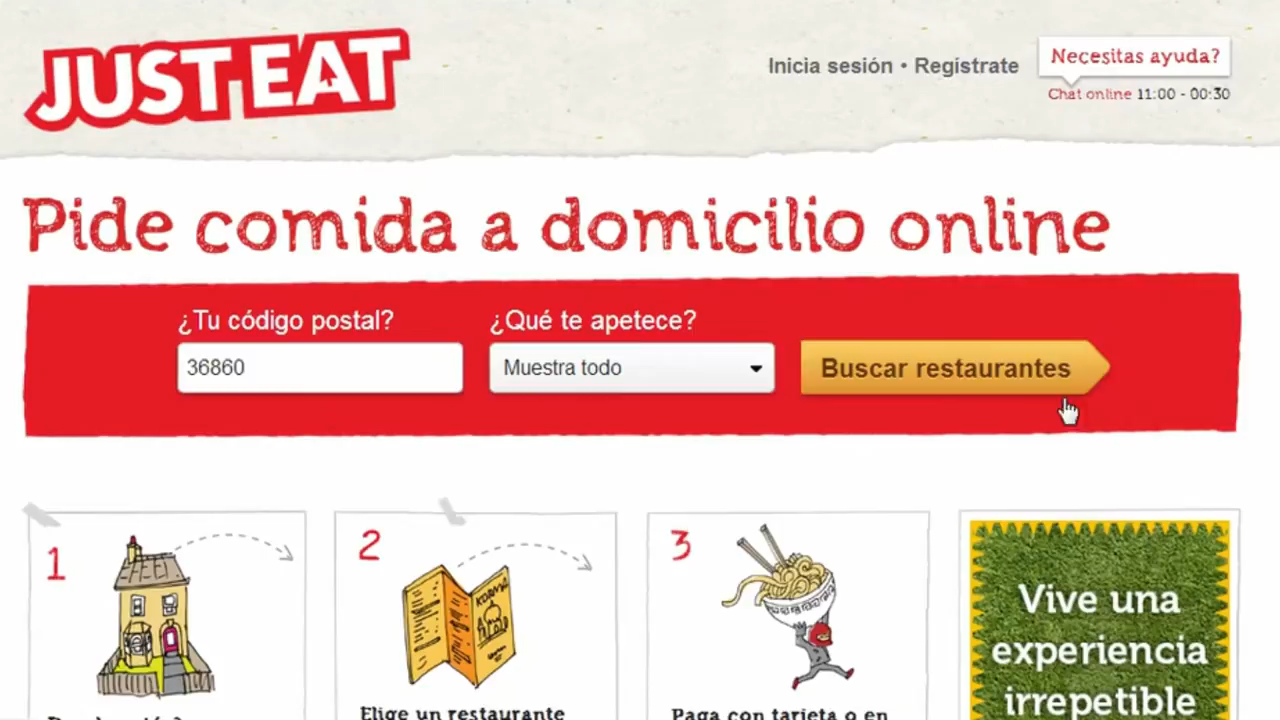 JUST EAT
Inicia sesión • Regístrate
Necesitas ayuda?
Chat online 11:00 - 00:30
Pide comida a domicilio online
¿Tu código postal?
¿Qué te apetece?
36860
Muestra todo
Buscar restaurantes
1
2
3
KORMA
Vive una
experiencia
irrepetible
Elige un restaurante
Paga con tarjeta o en